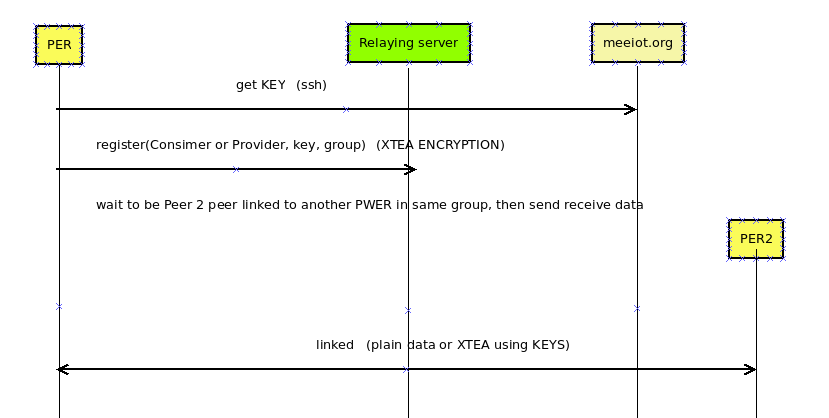 PER
Relaying server
meeiot.org
get KEY (ssh)
register(Consimer or Provider, key, group) (XTEA ENCRYPTION)
wait to be Peer 2 peer linked to another PWER in same group, then send receive data
PER2
linked (plain data or XTEA using KEYS)